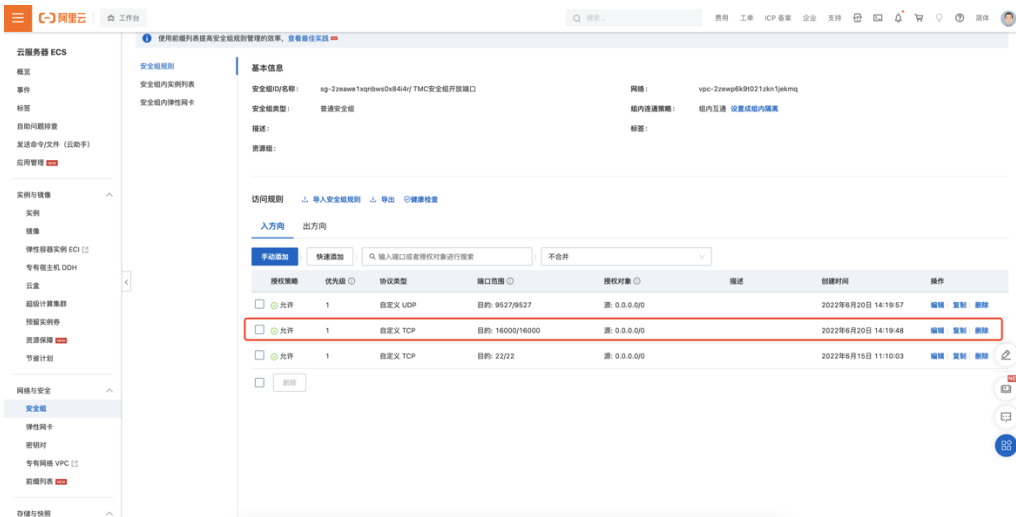 阿里云 工作台 搜索... 费用 工单 ICP 备案 企业 支持 简体
云服务器 ECS
概览
事件
标签
自助问题排查
发送命令/文件（云助手）
应用管理 NEW
实例与镜像
实例
镜像
弹性容器实例 ECI
专有宿主机 DDH
云盒
超级计算集群
预留实例券
资源保障 NEW
节省计划
网络与安全
安全组
弹性网卡
密钥对
专有网络 VPC
前缀列表 NEW
存储与快照
使用前缀列表提高安全组规则管理的效率，查看最佳实践
安全组规则
安全组内实例列表
安全组内弹性网卡
基本信息
安全组ID/名称： sg-2zeawe1xqnbws0x84i4r/ TMC安全组开放端口 网络： vpc-2zewp6k9t021zkn1jekmq
安全组类型： 普通安全组 组内连通策略： 组内互通 设置成组内隔离
描述： 标签：
资源组：
访问规则 导入安全组规则 导出 健康检查
入方向 出方向
手动添加 快速添加 输入端口或者授权对象进行搜索 不合并
授权策略 优先级 协议类型 端口范围 授权对象 描述 创建时间 操作
允许 1 自定义 UDP 目的: 9527/9527 源: 0.0.0.0/0 2022年6月20日 14:19:57 编辑 复制 删除
允许 1 自定义 TCP 目的: 16000/16000 源: 0.0.0.0/0 2022年6月20日 14:19:48 编辑 复制 删除
允许 1 自定义 TCP 目的: 22/22 源: 0.0.0.0/0 2022年6月15日 11:10:03 编辑 复制 删除
删除